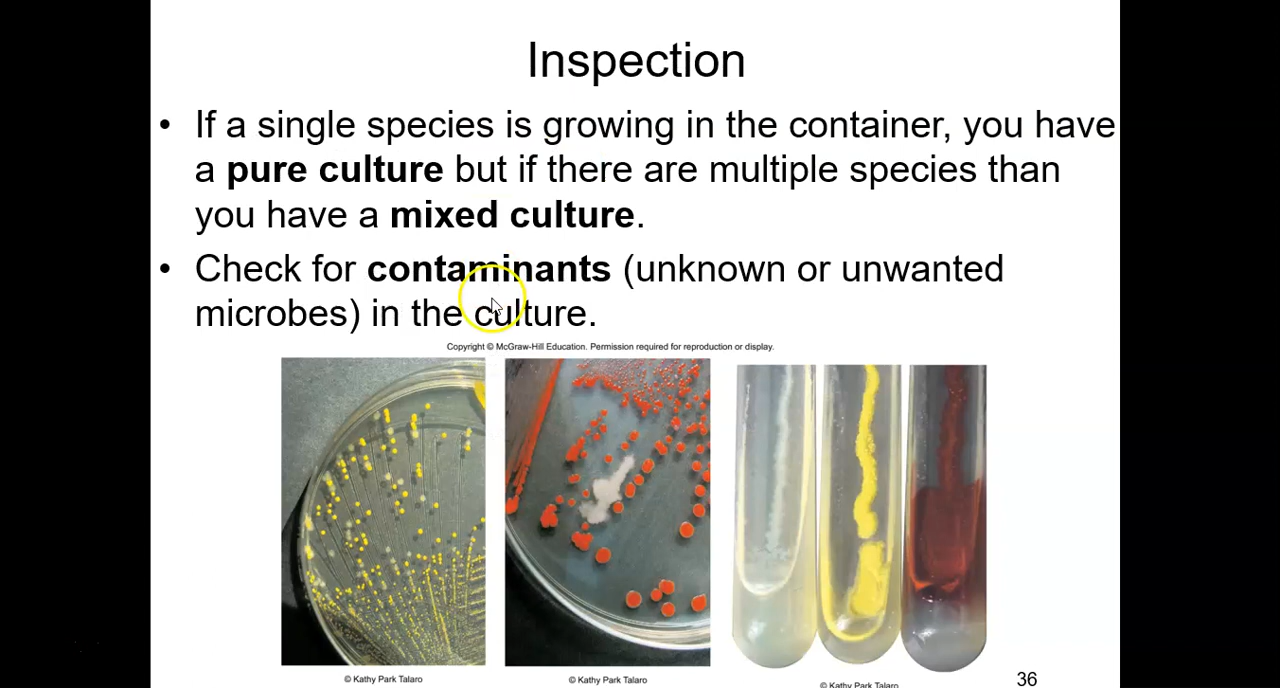 Inspection
• If a single species is growing in the container, you have
a pure culture but if there are multiple species than
you have a mixed culture.
• Check for contaminants (unknown or unwanted
microbes) in the culture.
Copyright © McGraw-Hill Education. Permission required for reproduction or display.
© Kathy Park Talaro
© Kathy Park Talaro
© Kathy Park Talaro
36